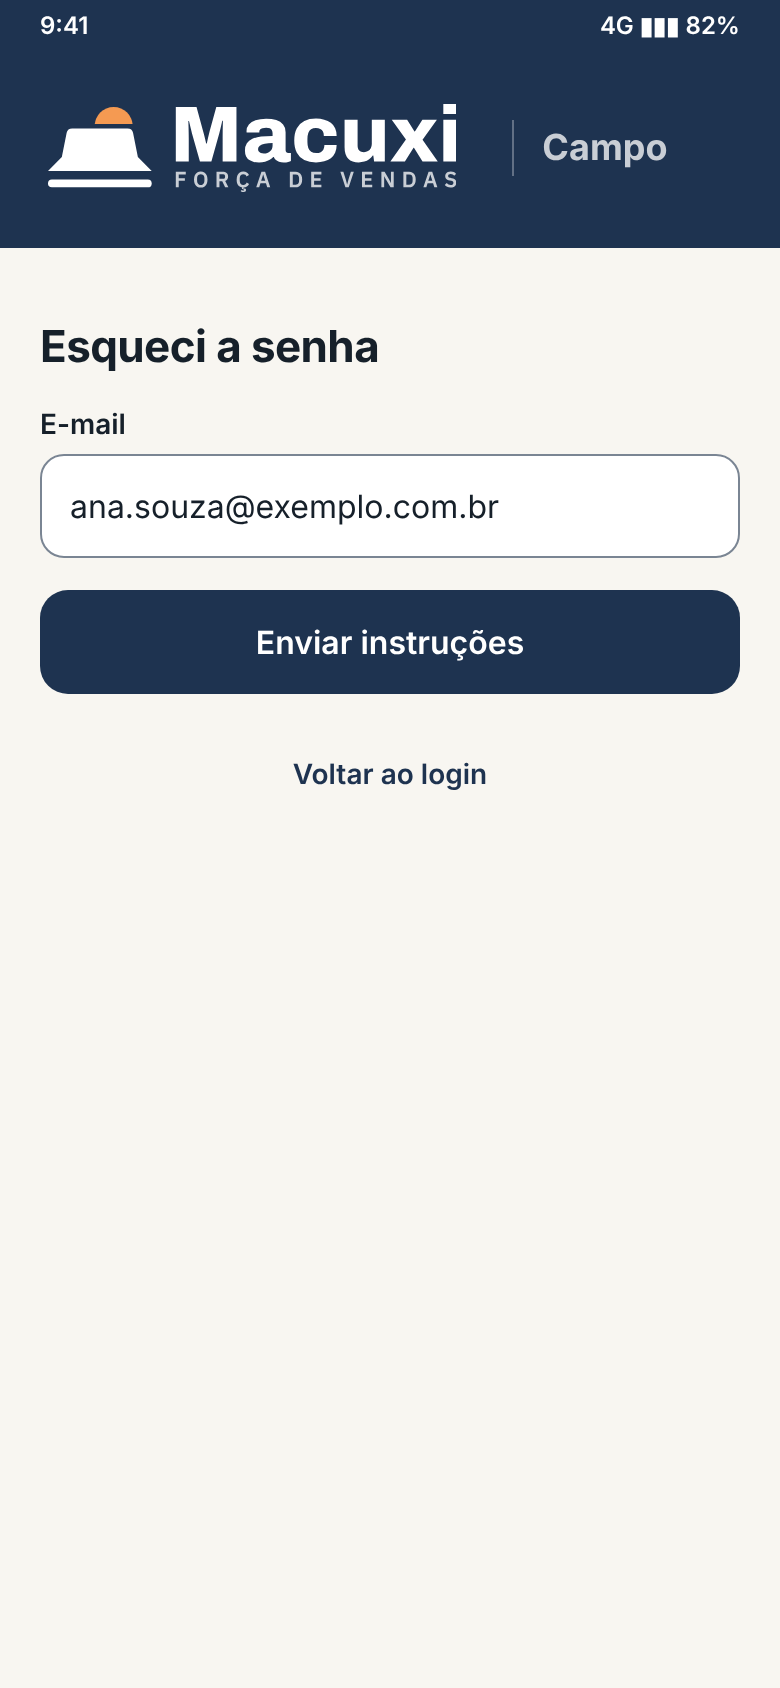 9:41
4G 82%
Macuxi
FORÇA DE VENDAS
Campo
Esqueci a senha
E-mail
ana.souza@exemplo.com.br
Enviar instruções
Voltar ao login